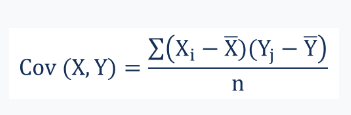 Cov (X, Y) = ∑(Xᵢ − X̅)(Yⱼ − Y̅) / n